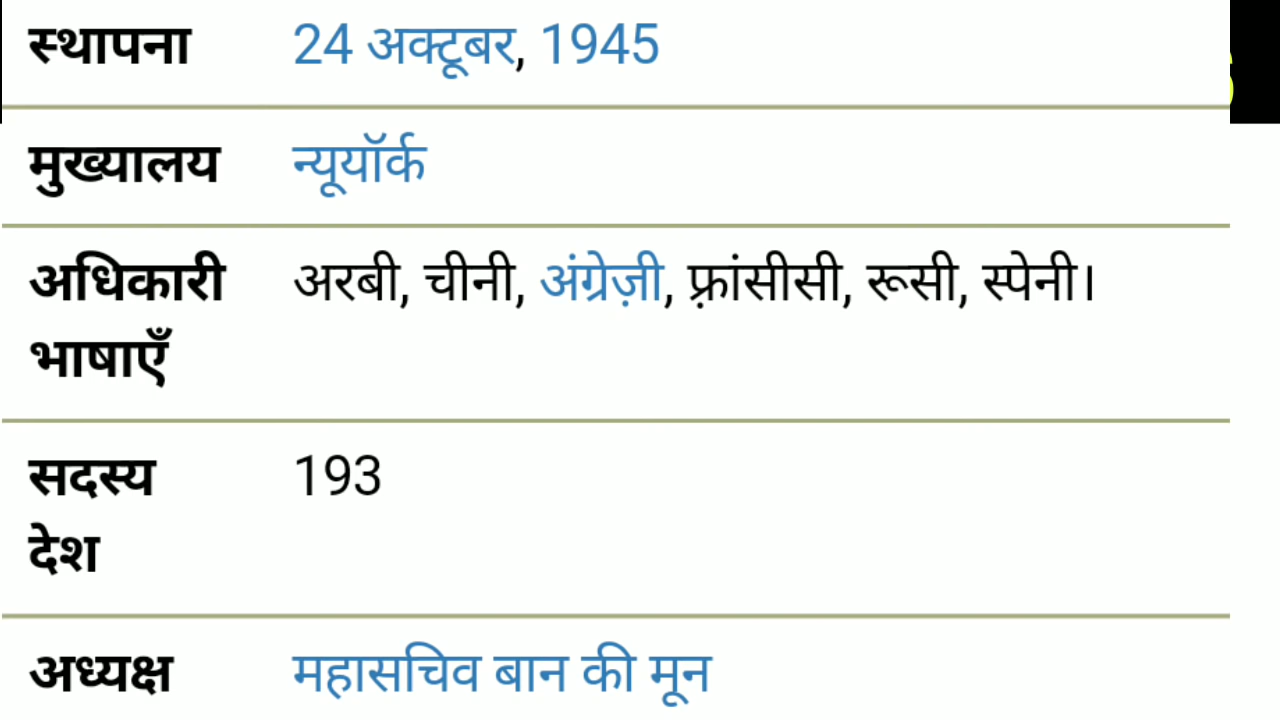 स्थापना 24 अक्टूबर, 1945
मुख्यालय न्यूयॉर्क
अधिकारी अरबी, चीनी, अंग्रेज़ी, फ़्रांसीसी, रूसी, स्पेनी।
भाषाएँ
सदस्य 193
देश
अध्यक्ष महासचिव बान की मून